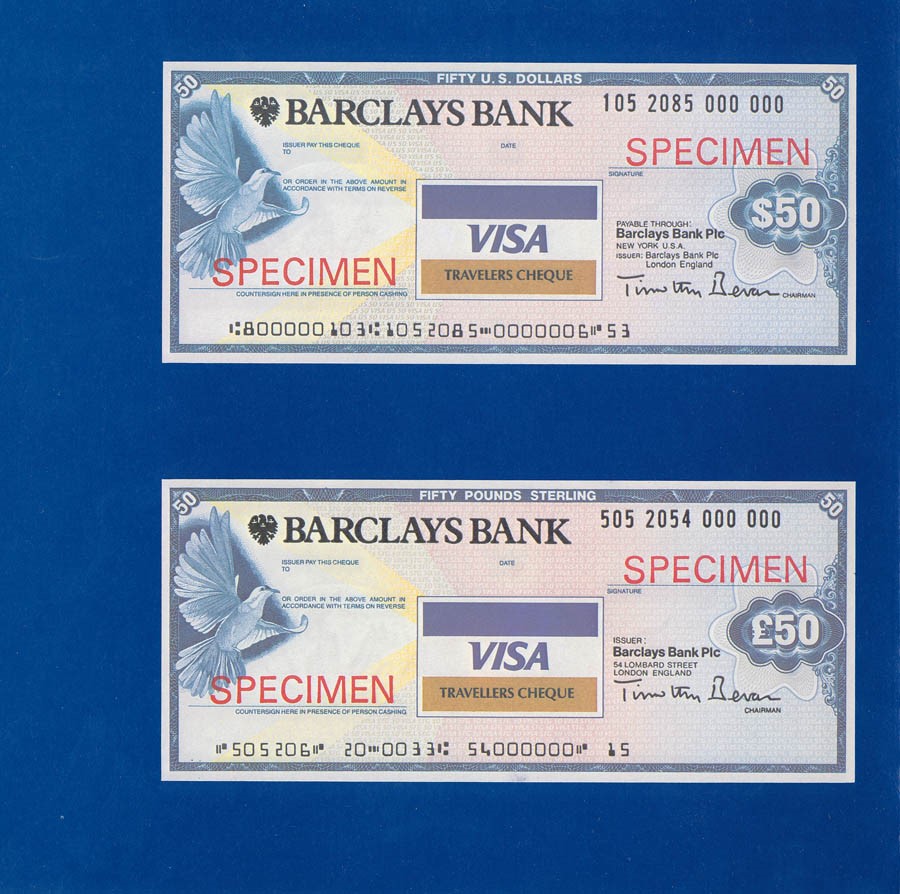 FIFTY U.S. DOLLARS
50 50
BARCLAYS BANK 105 2085 000 000
ISSUER PAY THIS CHEQUE DATE
TO
SPECIMEN
SIGNATURE
OR ORDER IN THE ABOVE AMOUNT IN
ACCORDANCE WITH TERMS ON REVERSE
$50
VISA
TRAVELERS CHEQUE
PAYABLE THROUGH:
Barclays Bank Plc
NEW YORK U.S.A.
ISSUER: Barclays Bank Plc
London England
Timothy Bevan CHAIRMAN
SPECIMEN
COUNTERSIGN HERE IN PRESENCE OF PERSON CASHING
⑆800000103⑆1052085⑉0000006⑈53
FIFTY POUNDS STERLING
50 50
BARCLAYS BANK 505 2054 000 000
ISSUER PAY THIS CHEQUE DATE
TO
SPECIMEN
SIGNATURE
OR ORDER IN THE ABOVE AMOUNT IN
ACCORDANCE WITH TERMS ON REVERSE
£50
VISA
TRAVELLERS CHEQUE
ISSUER:
Barclays Bank Plc
54 LOMBARD STREET
LONDON ENGLAND
Timothy Bevan
CHAIRMAN
SPECIMEN
COUNTERSIGN HERE IN PRESENCE OF PERSON CASHING
⑈505206⑈ 20⑉0033⑆ 54000000⑈ 15